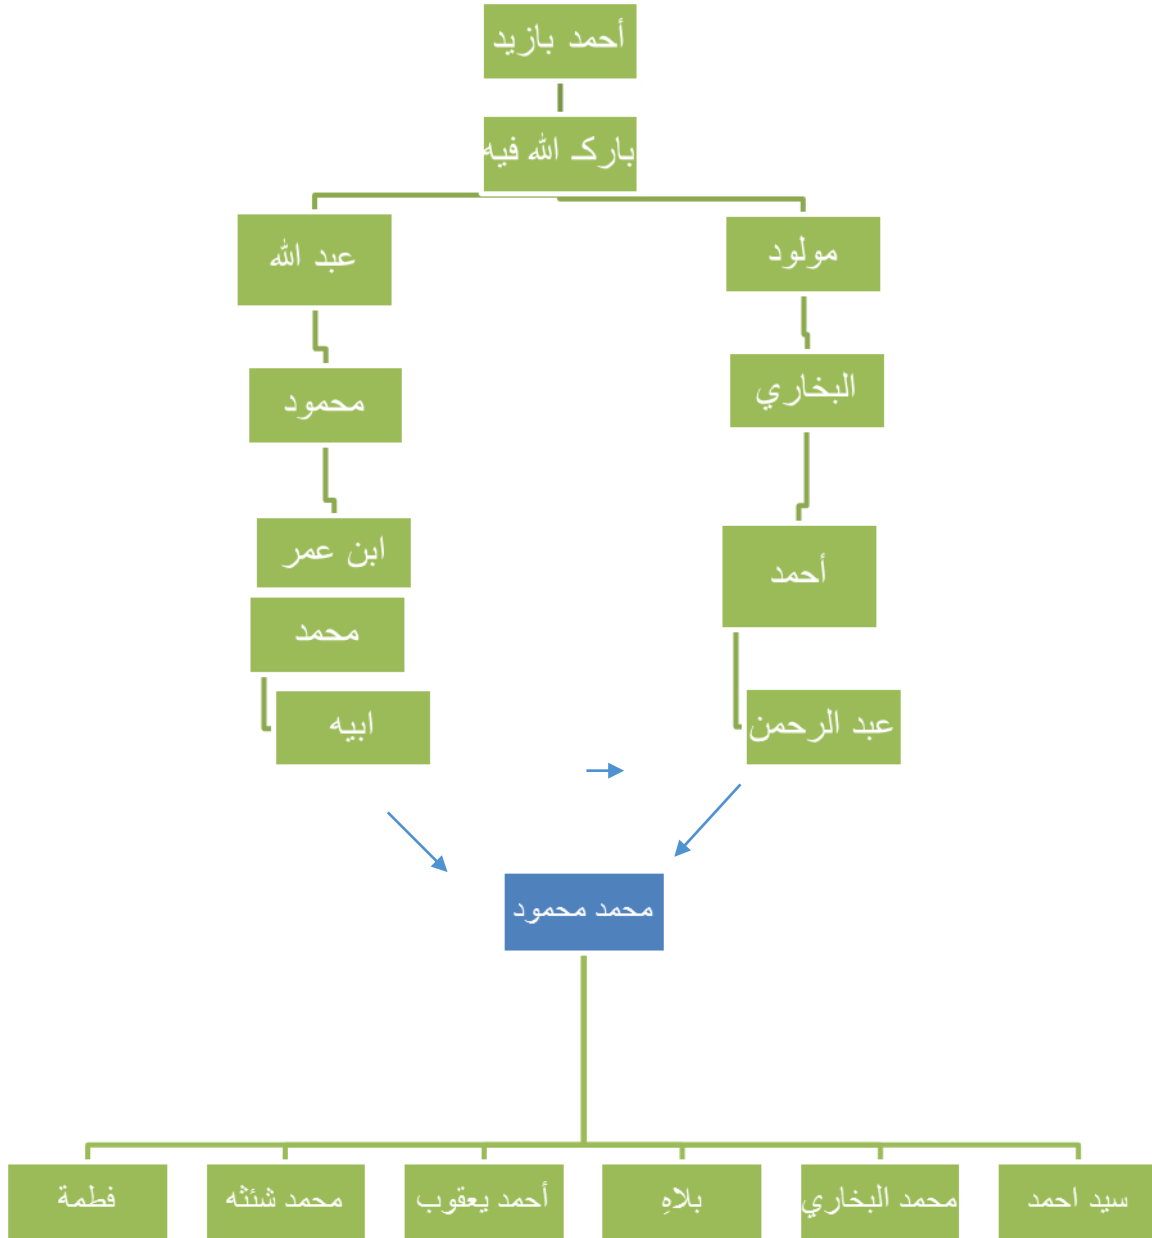 أحمد بازيد
باركـ الله فيه
مولود
عبد الله
البخاري
محمود
أحمد
ابن عمر
محمد
عبد الرحمن
ابيه
محمد محمود
سيد احمد
محمد البخاري
بلاهِ
أحمد يعقوب
محمد شئثه
فطمة